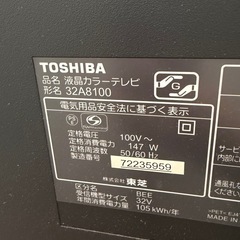 TOSHIBA
液晶カラーテレビ
形名 32A8100
G
電気用品安全法に基づく表示
定格電圧： 100V～
定格消費電力： 147 W
定格周波数： 50/60 Hz
製造番号： 72235959
株式会社 東芝
区分名： BEE
受信機型サイズ： 32V
年間消費電力量： 105 kWh/年